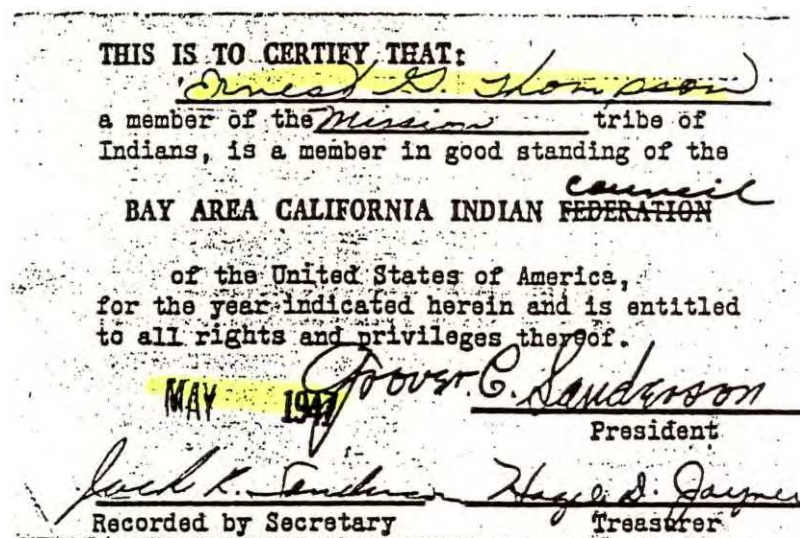 THIS IS TO CERTIFY THAT:
Ernest G. Thompson
a member of the Mission tribe of
Indians, is a member in good standing of the
council
BAY AREA CALIFORNIA INDIAN FEDERATION
of the United States of America,
for the year indicated herein and is entitled
to all rights and privileges thereof.
MAY 1947 Grover C. Sanderson
President
Jack K.
Recorded by Secretary Treasurer